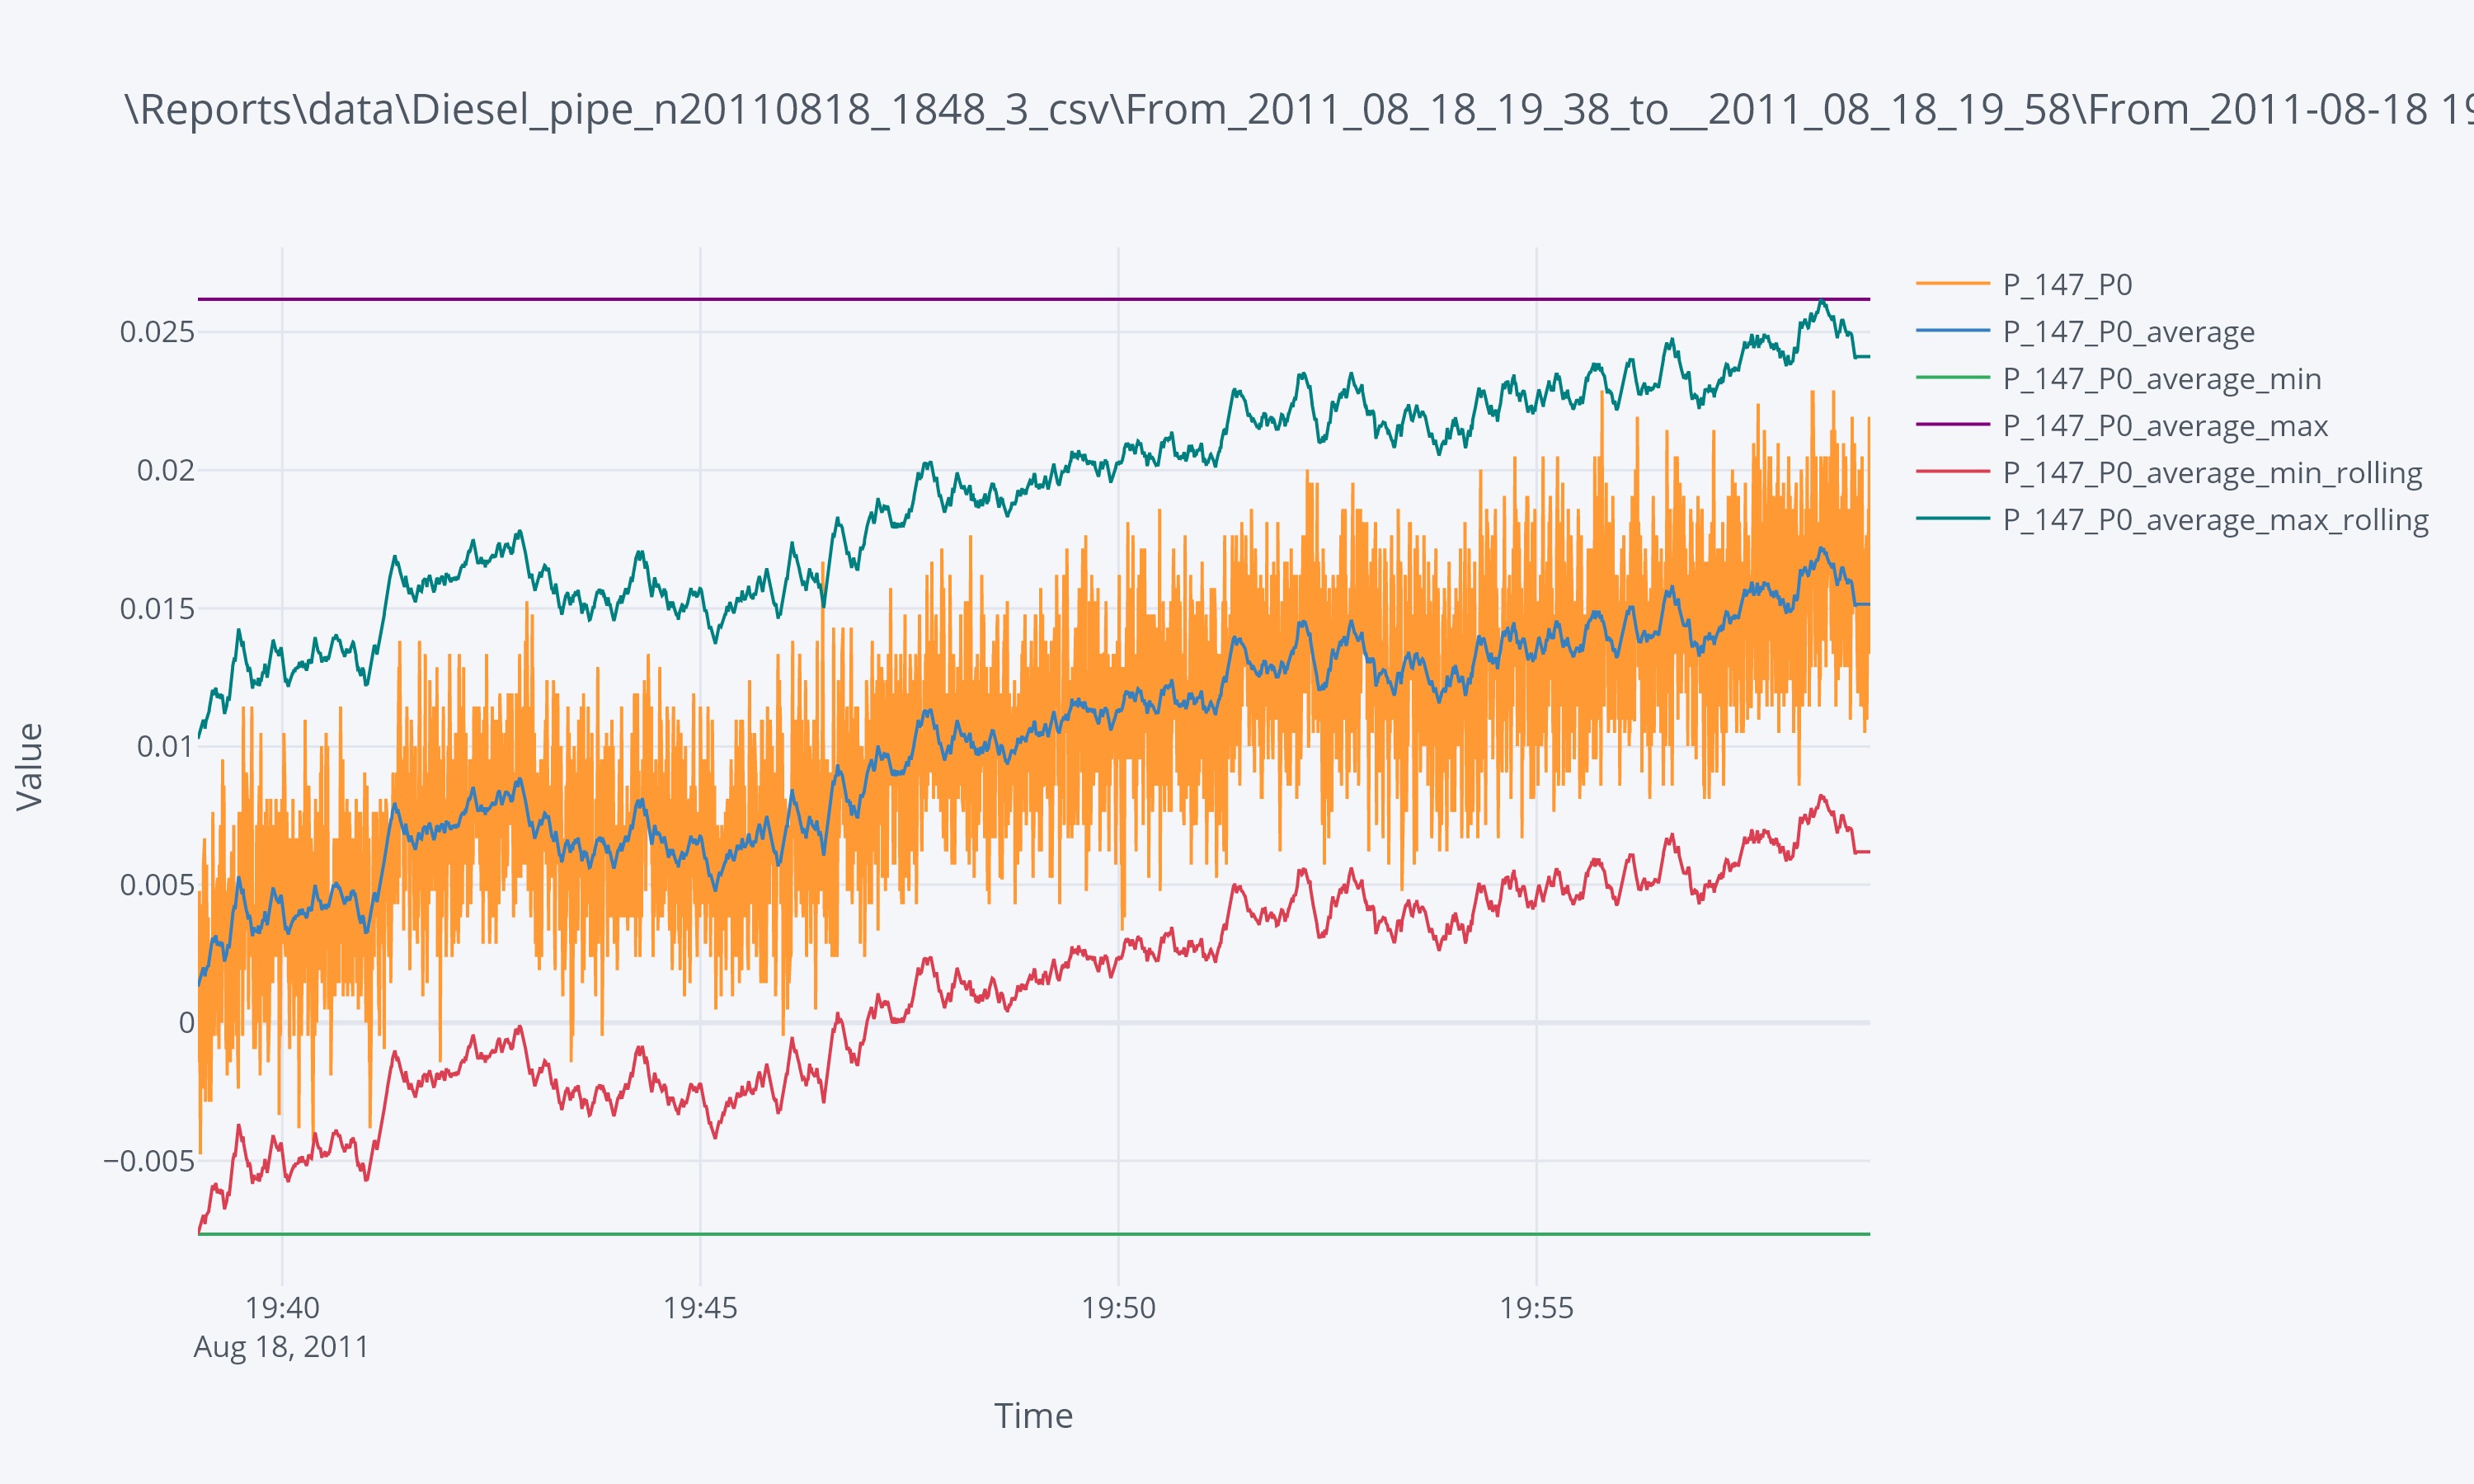 \Reports\data\Diesel_pipe_n20110818_1848_3_csv\From_2011_08_18_19_38_to__2011_08_18_19_58\From_2011-08-18 19
P_147_P0
P_147_P0_average
P_147_P0_average_min
P_147_P0_average_max
P_147_P0_average_min_rolling
P_147_P0_average_max_rolling
0.025
0.02
0.015
0.01
0.005
0
−0.005
Value
19:40
Aug 18, 2011
19:45
19:50
19:55
Time